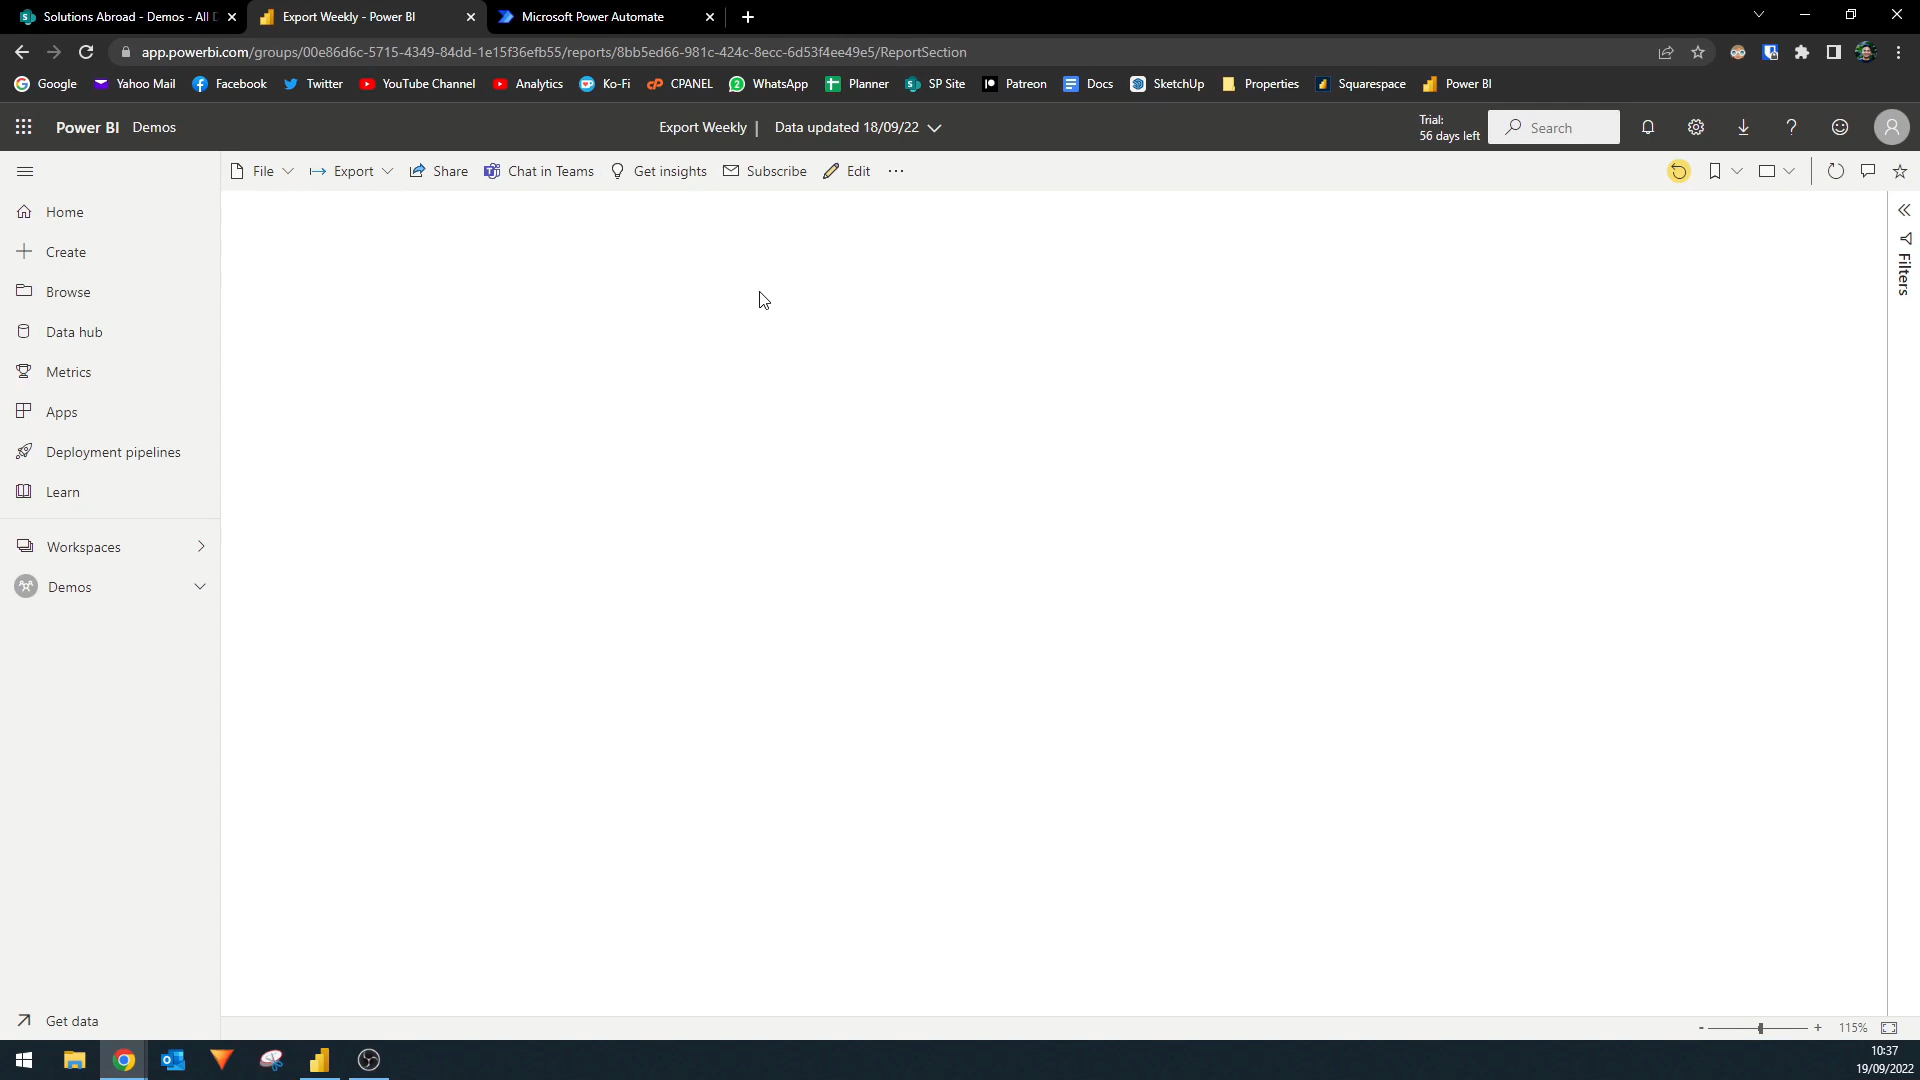 Solutions Abroad - Demos - All
Export Weekly - Power BI
Microsoft Power Automate
app.powerbi.com/groups/00e86d6c-5715-4349-84dd-1e15f36efb55/reports/8bb5ed66-981c-424c-8ecc-6d53f4ee49e5/ReportSection
Google
Yahoo Mail
Facebook
Twitter
YouTube Channel
Analytics
Ko-Fi
CPANEL
WhatsApp
Planner
SP Site
Patreon
Docs
SketchUp
Properties
Squarespace
Power BI
Power BI Demos
Export Weekly | Data updated 18/09/22
Trial:
56 days left
Search
File
Export
Share
Chat in Teams
Get insights
Subscribe
Edit
Home
Create
Browse
Data hub
Metrics
Apps
Deployment pipelines
Learn
Workspaces
Demos
Get data
Filters
- + 115%
10:37
19/09/2022